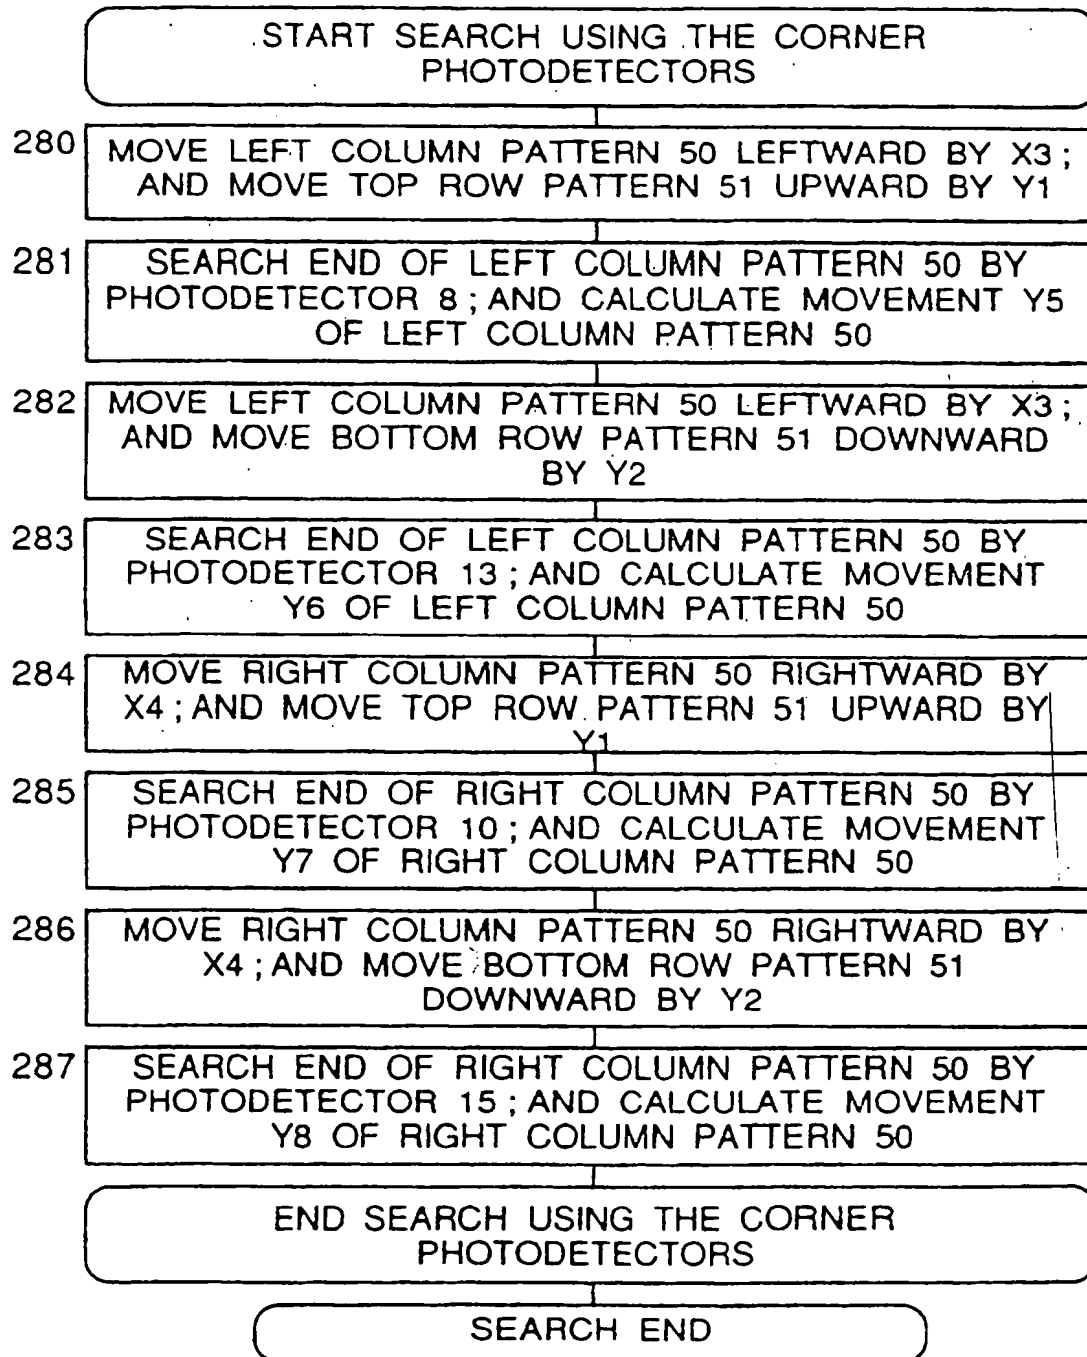 START SEARCH USING THE CORNER
PHOTODETECTORS
280
MOVE LEFT COLUMN PATTERN 50 LEFTWARD BY X3;
AND MOVE TOP ROW PATTERN 51 UPWARD BY Y1
281
SEARCH END OF LEFT COLUMN PATTERN 50 BY
PHOTODETECTOR 8; AND CALCULATE MOVEMENT Y5
OF LEFT COLUMN PATTERN 50
282
MOVE LEFT COLUMN PATTERN 50 LEFTWARD BY X3;
AND MOVE BOTTOM ROW PATTERN 51 DOWNWARD
BY Y2
283
SEARCH END OF LEFT COLUMN PATTERN 50 BY
PHOTODETECTOR 13; AND CALCULATE MOVEMENT
Y6 OF LEFT COLUMN PATTERN 50
284
MOVE RIGHT COLUMN PATTERN 50 RIGHTWARD BY
X4; AND MOVE TOP ROW PATTERN 51 UPWARD BY
Y1
285
SEARCH END OF RIGHT COLUMN PATTERN 50 BY
PHOTODETECTOR 10; AND CALCULATE MOVEMENT
Y7 OF RIGHT COLUMN PATTERN 50
286
MOVE RIGHT COLUMN PATTERN 50 RIGHTWARD BY
X4; AND MOVE BOTTOM ROW PATTERN 51
DOWNWARD BY Y2
287
SEARCH END OF RIGHT COLUMN PATTERN 50 BY
PHOTODETECTOR 15; AND CALCULATE MOVEMENT
Y8 OF RIGHT COLUMN PATTERN 50
END SEARCH USING THE CORNER
PHOTODETECTORS
SEARCH END